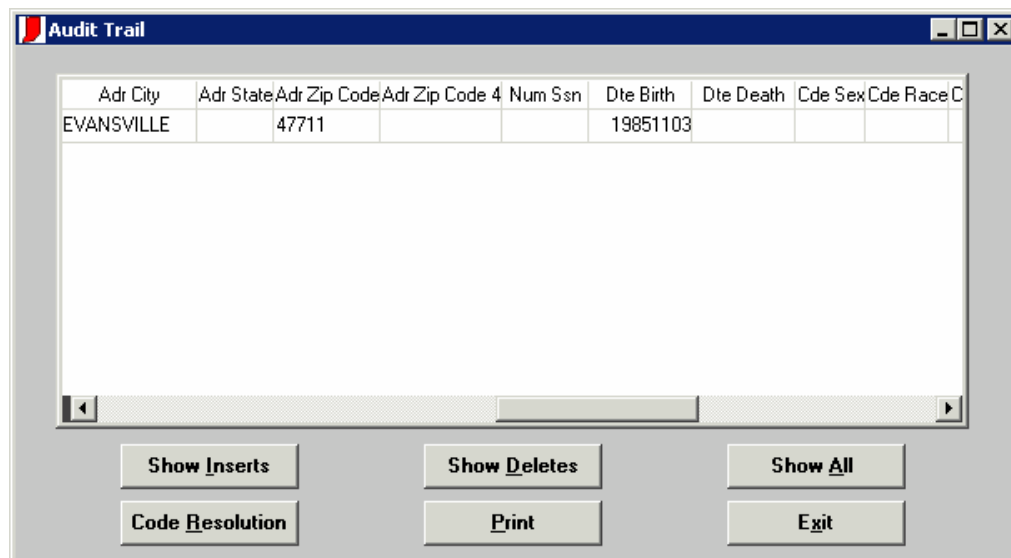 Audit Trail
Adr City Adr State Adr Zip Code Adr Zip Code 4 Num Ssn Dte Birth Dte Death Cde Sex Cde Race C
EVANSVILLE 47711 19851103
Show Inserts Show Deletes Show All
Code Resolution Print Exit